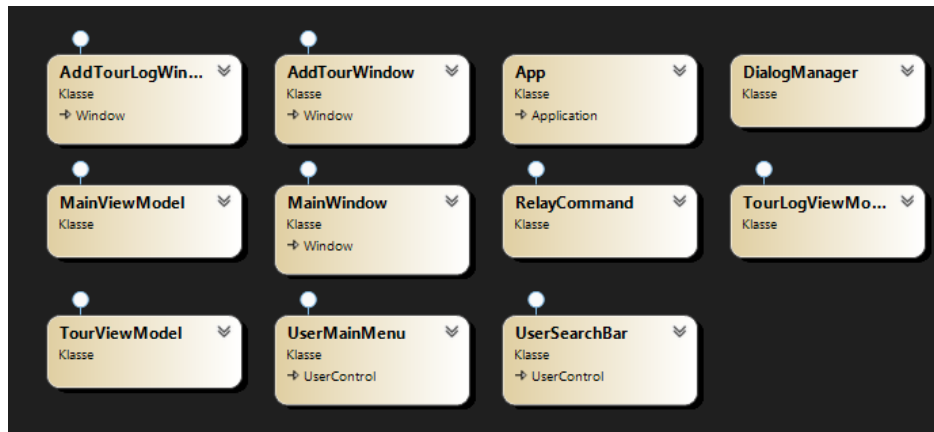 AddTourLogWin...
Klasse
Window
AddTourWindow
Klasse
Window
App
Klasse
Application
DialogManager
Klasse
MainViewModel
Klasse
MainWindow
Klasse
Window
RelayCommand
Klasse
TourLogViewMo...
Klasse
TourViewModel
Klasse
UserMainMenu
Klasse
UserControl
UserSearchBar
Klasse
UserControl